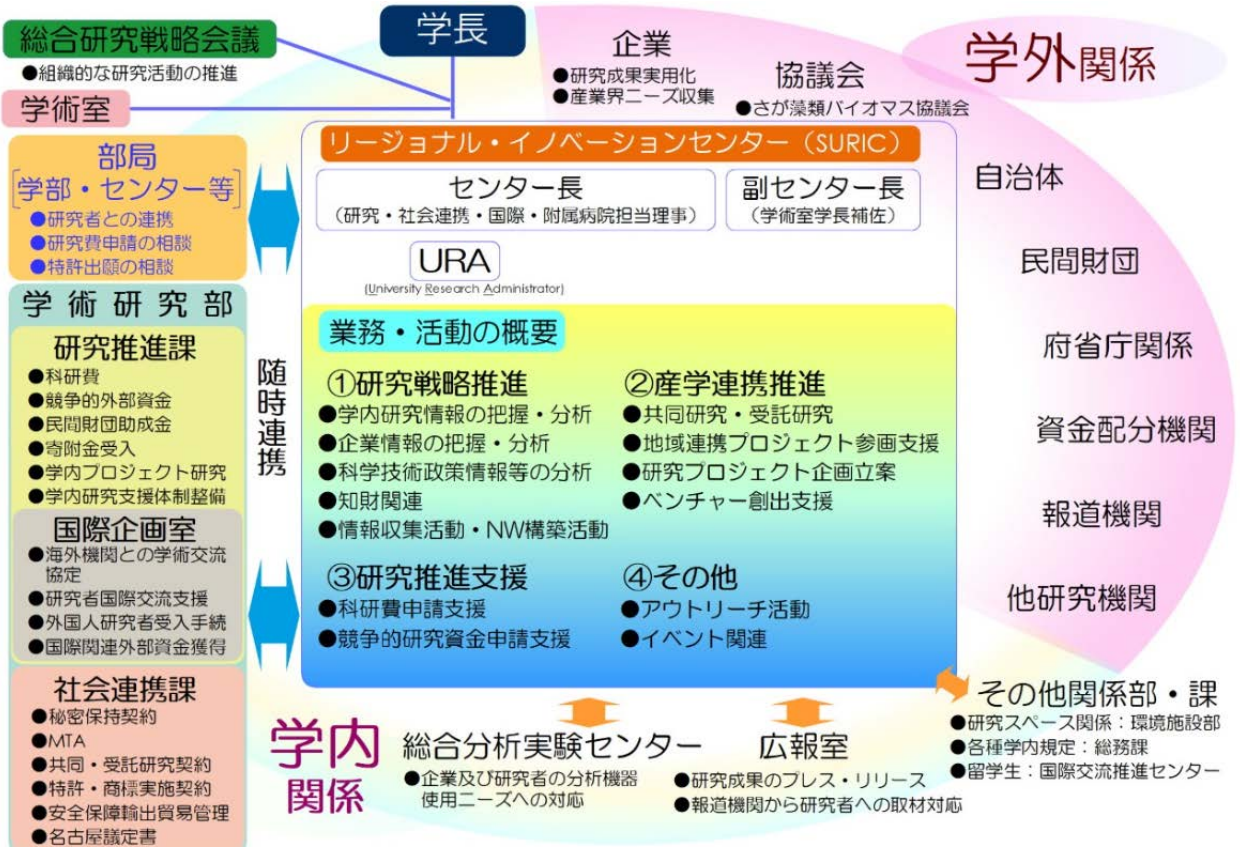 学長
総合研究戦略会議
●組織的な研究活動の推進
学術室
部局
[学部・センター等]
●研究者との連携
●研究費申請の相談
●特許出願の相談
学術研究部
研究推進課
●科研費
●競争的外部資金
●民間財団助成金
●寄附金受入
●学内プロジェクト研究
●学内研究支援体制整備
国際企画室
●海外機関との学術交流
協定
●研究者国際交流支援
●外国人研究者受入手続
●国際関連外部資金獲得
社会連携課
●秘密保持契約
●MTA
●共同・受託研究契約
●特許・商標実施契約
●安全保障輸出貿易管理
●名古屋議定書
随時連携
リージョナル・イノベーションセンター（SURIC）
センター長
（研究・社会連携・国際・附属病院担当理事）
副センター長
（学術室学長補佐）
URA
(University Research Administrator)
業務・活動の概要
①研究戦略推進
●学内研究情報の把握・分析
●企業情報の把握・分析
●科学技術政策情報等の分析
●知財関連
●情報収集活動・NW構築活動
②産学連携推進
●共同研究・受託研究
●地域連携プロジェクト参画支援
●研究プロジェクト企画立案
●ベンチャー創出支援
③研究推進支援
●科研費申請支援
●競争的研究資金申請支援
④その他
●アウトリーチ活動
●イベント関連
学外関係
企業
●研究成果実用化
●産業界ニーズ収集
協議会
●さが藻類バイオマス協議会
自治体
民間財団
府省庁関係
資金配分機関
報道機関
他研究機関
学内
関係
総合分析実験センター
●企業及び研究者の分析機器
使用ニーズへの対応
広報室
●研究成果のプレス・リリース
●報道機関から研究者への取材対応
その他関係部・課
●研究スペース関係：環境施設部
●各種学内規定：総務課
●留学生：国際交流推進センター